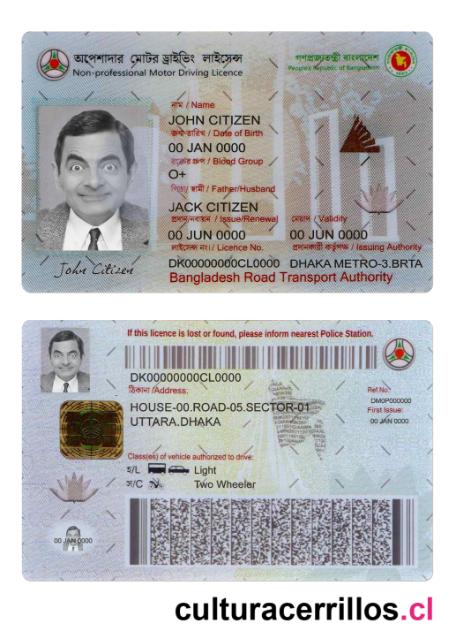 অপেশাদার মোটর ড্রাইভিং লাইসেন্স
Non-professional Motor Driving Licence
গণপ্রজাতন্ত্রী বাংলাদেশ
People's Republic of Bangladesh
নাম / Name
JOHN CITIZEN
জন্ম তারিখ / Date of Birth
00 JAN 0000
রক্তের গ্রুপ / Blood Group
O+
পিতা/ স্বামী / Father/Husband
JACK CITIZEN
প্রদান/নবায়ন / Issue/Renewal
মেয়াদ / Validity
00 JUN 0000
00 JUN 0000
লাইসেন্স নং। / Licence No.
প্রদানকারী কর্তৃপক্ষ / Issuing Authority
DK00000000CL0000
DHAKA METRO-3.BRTA
John Citizen
Bangladesh Road Transport Authority
If this licence is lost or found, please inform nearest Police Station.
DK00000000CL0000
ঠিকানা /Address.
HOUSE-00.ROAD-05.SECTOR-01
UTTARA.DHAKA
Ref No:
DM0P000000
First Issue:
00 JAN 0000
Class(es) of vehicle authorized to drive:
হ/L Light
ম/C Two Wheeler
00 JAN 0000
culturacerrillos.cl